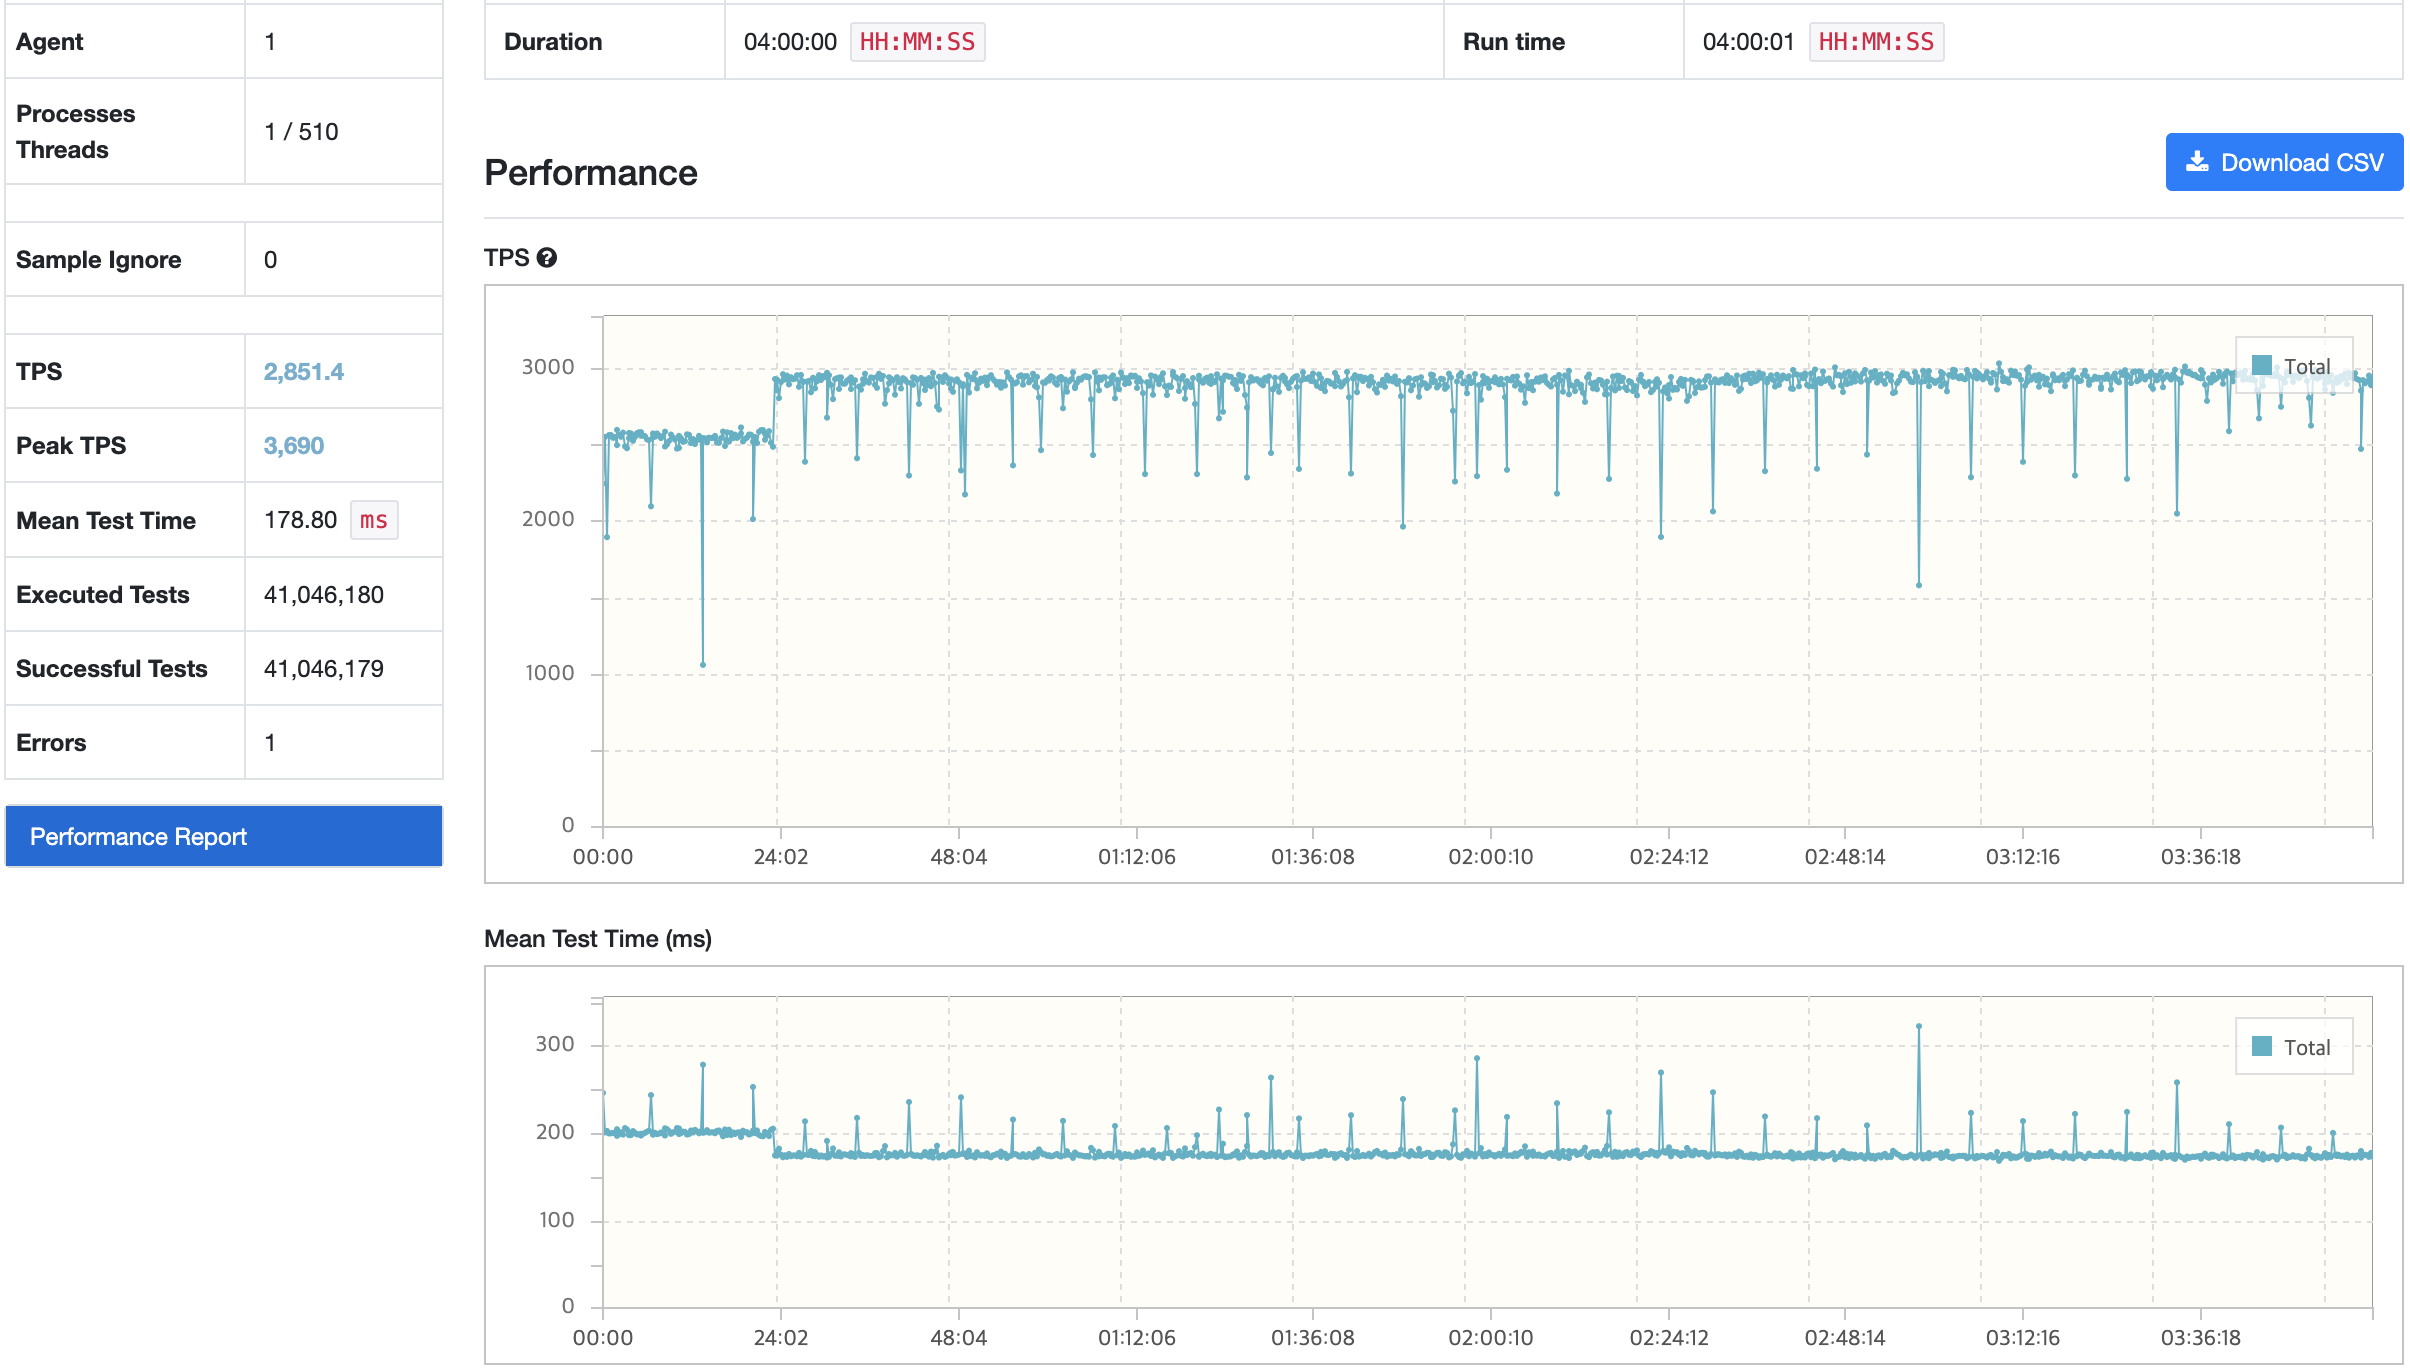 Agent 1
Processes
Threads
1 / 510
Sample Ignore 0
TPS 2,851.4
Peak TPS 3,690
Mean Test Time 178.80 ms
Executed Tests 41,046,180
Successful Tests 41,046,179
Errors 1
Performance Report
Duration 04:00:00 HH:MM:SS Run time 04:00:01 HH:MM:SS
Performance
Download CSV
TPS ?
Total
3000
2000
1000
0
00:00 24:02 48:04 01:12:06 01:36:08 02:00:10 02:24:12 02:48:14 03:12:16 03:36:18
Mean Test Time (ms)
Total
300
200
100
0
00:00 24:02 48:04 01:12:06 01:36:08 02:00:10 02:24:12 02:48:14 03:12:16 03:36:18